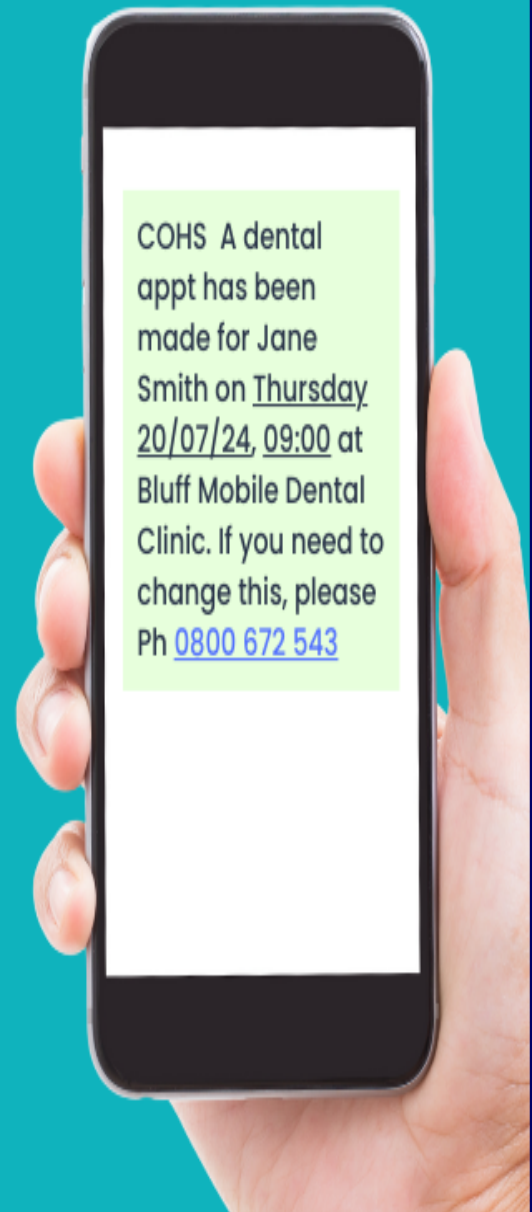 COHS  A dental
appt has been
made for Jane
Smith on Thursday
20/07/24, 09:00 at
Bluff Mobile Dental
Clinic. If you need to
change this, please
Ph 0800 672 543